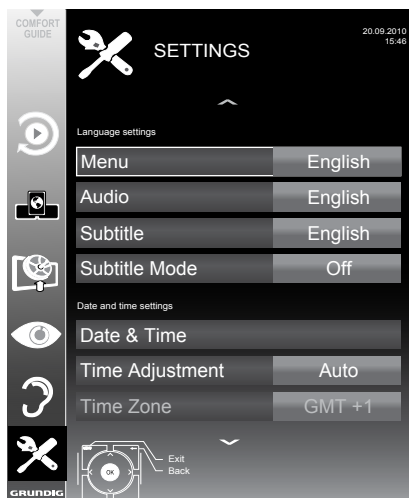 COMFORT
GUIDE
SETTINGS
20.09.2010
15:46
Language settings
Menu English
Audio English
Subtitle English
Subtitle Mode Off
Date and time settings
Date & Time
Time Adjustment Auto
Time Zone GMT +1
Exit
Back
OK
GRUNDIG